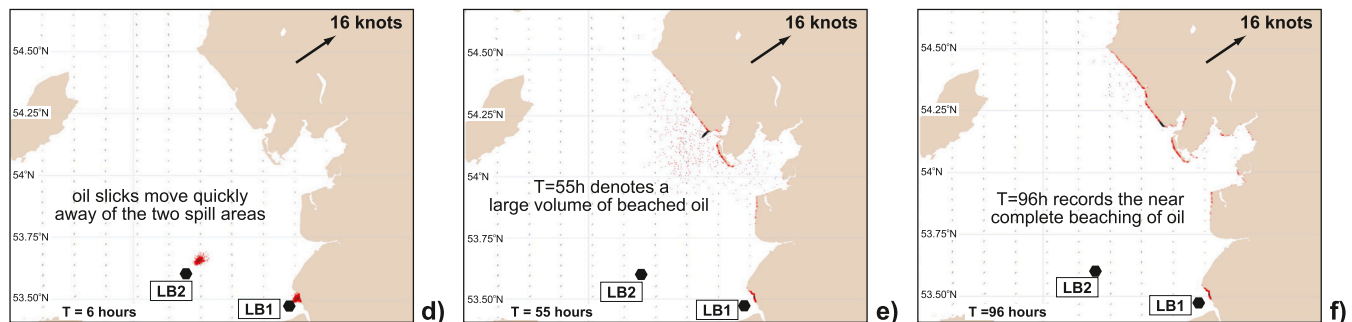 16 knots
54.50°N
54.25°N
54°N
oil slicks move quickly
away of the two spill areas
53.75°N
LB2
53.50°N
LB1
T = 6 hours
d)
16 knots
54.50°N
54.25°N
54°N
T=55h denotes a
large volume of beached oil
53.75°N
LB2
53.50°N
LB1
T = 55 hours
e)
16 knots
54.50°N
54.25°N
54°N
T=96h records the near
complete beaching of oil
53.75°N
LB2
53.50°N
LB1
T =96 hours
f)